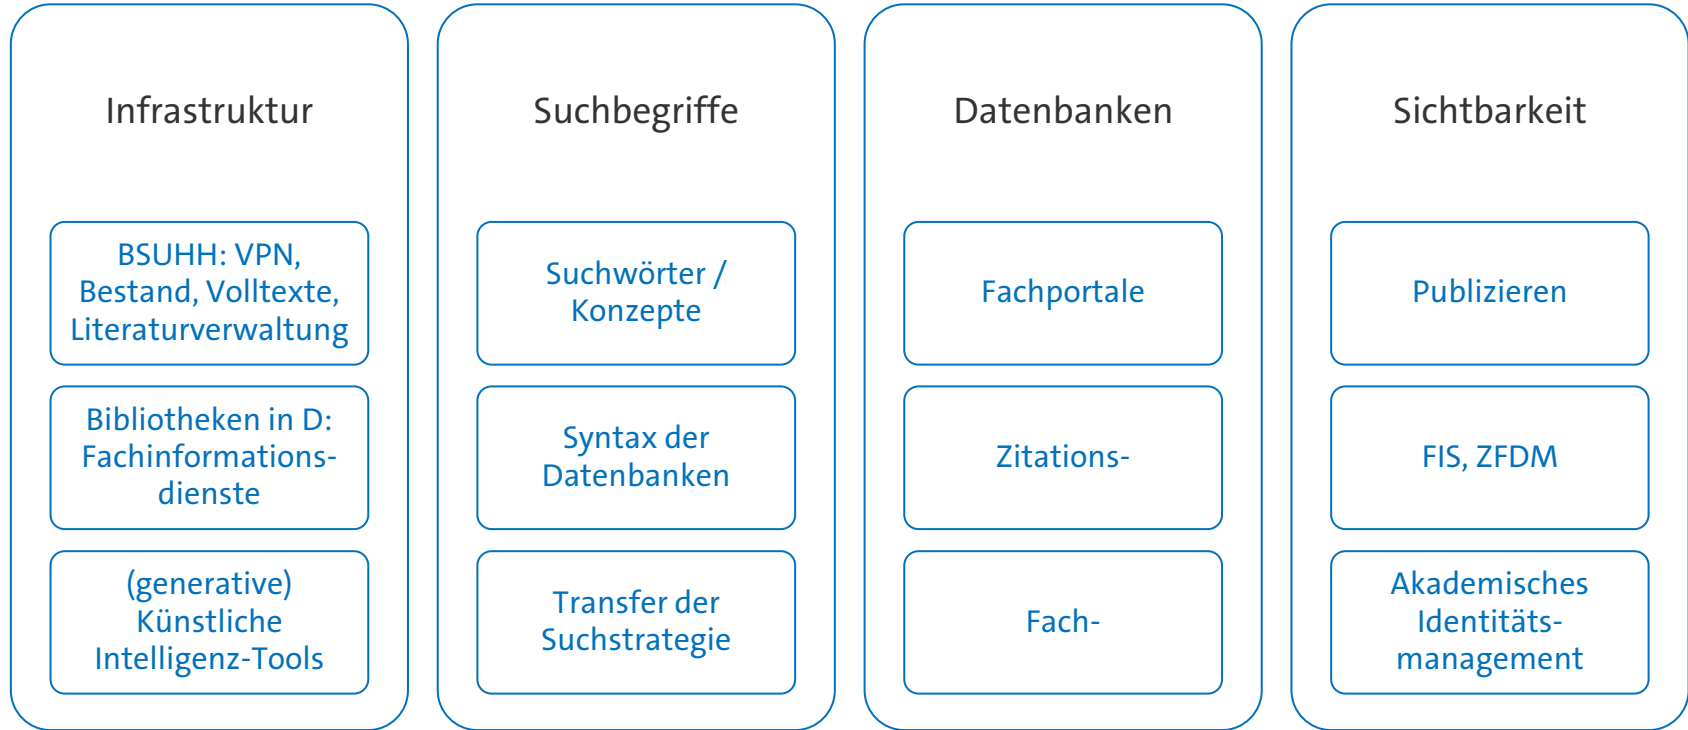 Infrastruktur
BSUHH: VPN,
Bestand, Volltexte,
Literaturverwaltung
Bibliotheken in D:
Fachinformations-
dienste
(generative)
Künstliche
Intelligenz-Tools
Suchbegriffe
Suchwörter /
Konzepte
Syntax der
Datenbanken
Transfer der
Suchstrategie
Datenbanken
Fachportale
Zitations-
Fach-
Sichtbarkeit
Publizieren
FIS, ZFDM
Akademisches
Identitäts-
management